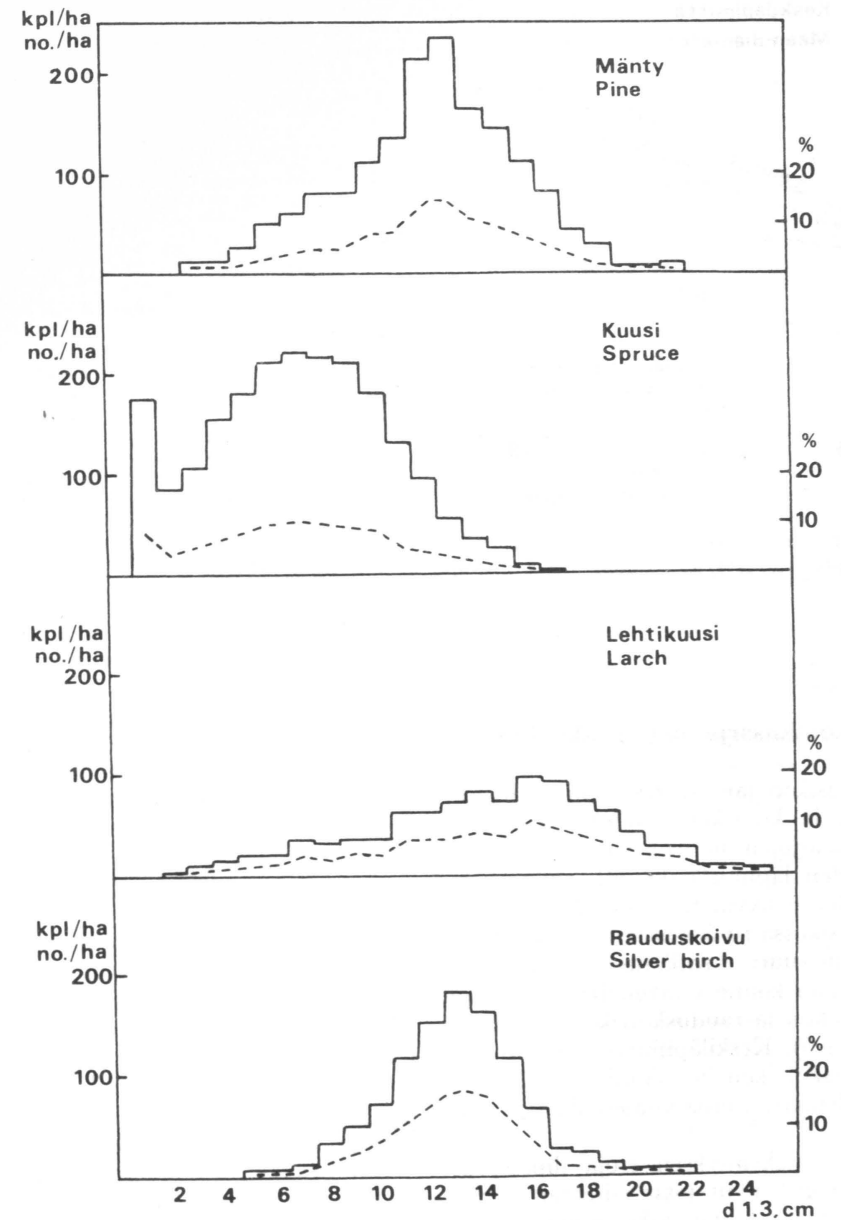 kpl/ha
no./ha
200
100
Mänty
Pine
%
20
10
kpl/ha
no./ha
200
100
Kuusi
Spruce
%
20
10
kpl /ha
no./ha
200
100
Lehtikuusi
Larch
%
20
10
kpl/ha
no./ha
200
100
Rauduskoivu
Silver birch
%
20
10
2 4 6 8 10 12 14 16 18 20 22 24
d 1.3, cm